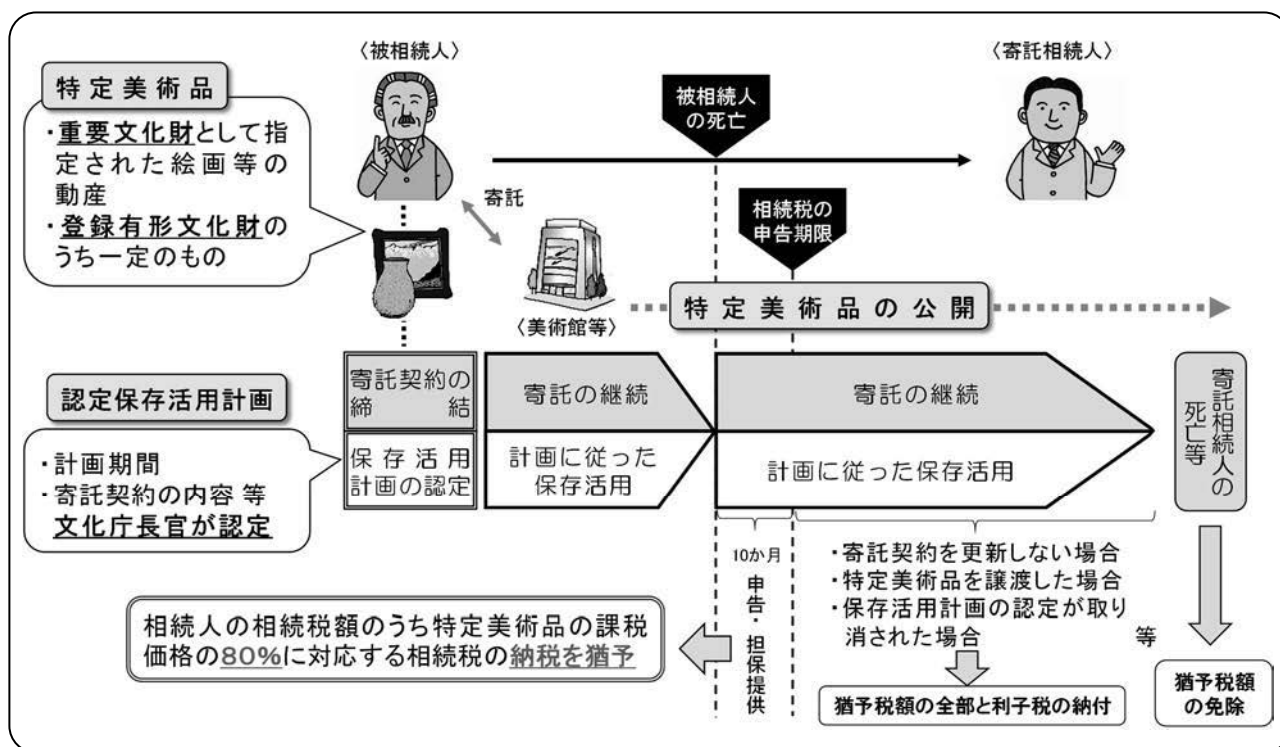 〈被相続人〉
〈寄託相続人〉
特定美術品
・重要文化財として指
定された絵画等の
動産
・登録有形文化財の
うち一定のもの
被相続人
の死亡
寄託
相続税の
申告期限
〈美術館等〉
特定美術品の公開
認定保存活用計画
・計画期間
・寄託契約の内容 等
文化庁長官が認定
寄託契約の
締結
保存活用
計画の認定
寄託の継続
計画に従った
保存活用
寄託の継続
計画に従った保存活用
寄託相続人の
死亡等
10か月
申告・担保提供
・寄託契約を更新しない場合
・特定美術品を譲渡した場合
・保存活用計画の認定が取り
消された場合 等
相続人の相続税額のうち特定美術品の課税
価格の80%に対応する相続税の納税を猶予
猶予税額の全部と利子税の納付
猶予税額
の免除